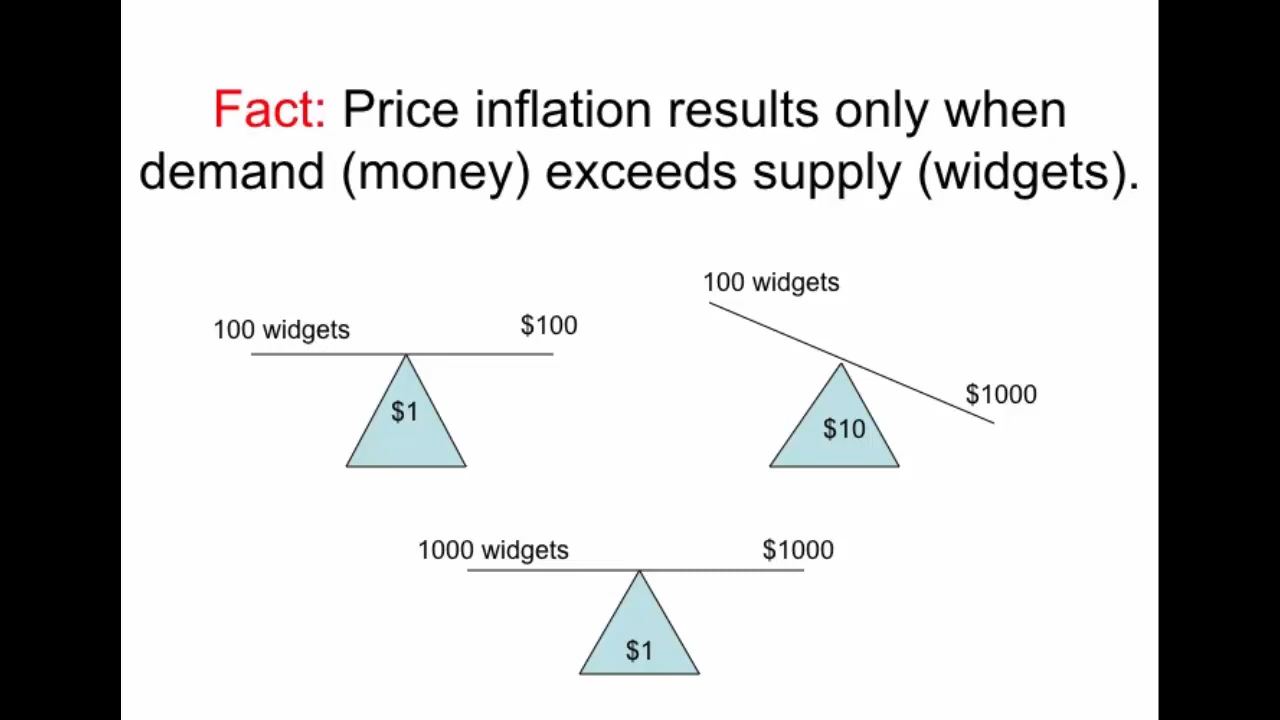 Fact: Price inflation results only when
demand (money) exceeds supply (widgets).
100 widgets
$100
$1
100 widgets
$1000
$10
1000 widgets
$1000
$1